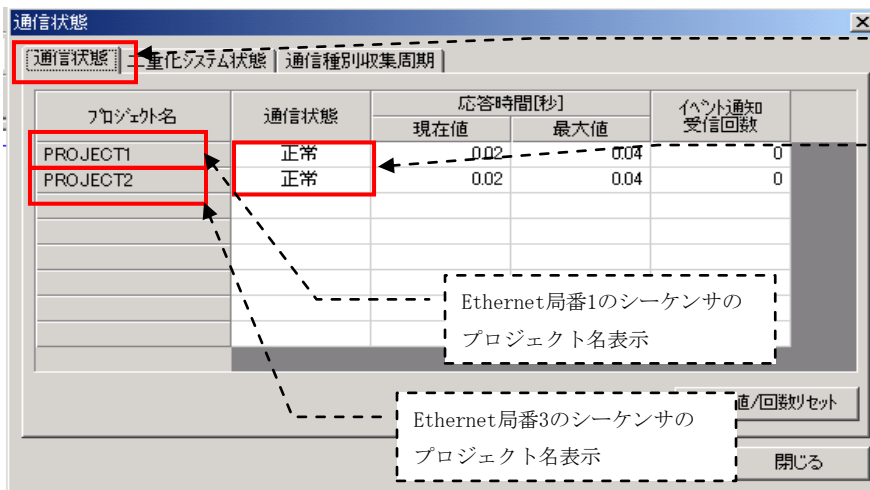 通信状態
通信状態 二重化システム状態 通信種別収集周期
プロジェクト名 通信状態 応答時間[秒] イベント通知
現在値 最大値 受信回数
PROJECT1 正常 0.02 0.04 0
PROJECT2 正常 0.02 0.04 0
Ethernet局番1のシーケンサの
プロジェクト名表示
値/回数リセット
Ethernet局番3のシーケンサの
プロジェクト名表示
閉じる